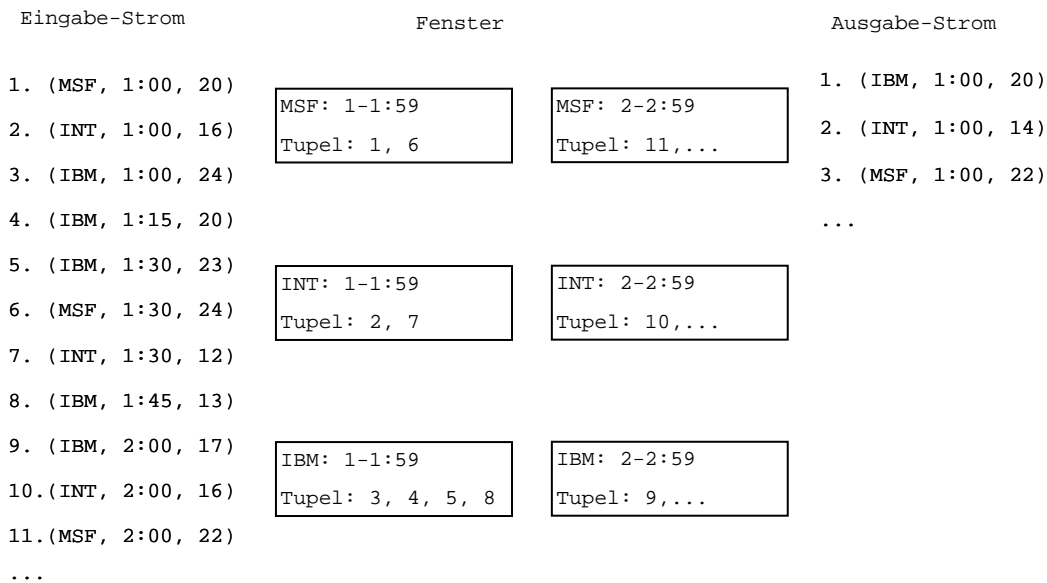 Eingabe-Strom
1. (MSF, 1:00, 20)
2. (INT, 1:00, 16)
3. (IBM, 1:00, 24)
4. (IBM, 1:15, 20)
5. (IBM, 1:30, 23)
6. (MSF, 1:30, 24)
7. (INT, 1:30, 12)
8. (IBM, 1:45, 13)
9. (IBM, 2:00, 17)
10.(INT, 2:00, 16)
11.(MSF, 2:00, 22)
...
Fenster
MSF: 1-1:59
Tupel: 1, 6
MSF: 2-2:59
Tupel: 11,...
INT: 1-1:59
Tupel: 2, 7
INT: 2-2:59
Tupel: 10,...
IBM: 1-1:59
Tupel: 3, 4, 5, 8
IBM: 2-2:59
Tupel: 9,...
Ausgabe-Strom
1. (IBM, 1:00, 20)
2. (INT, 1:00, 14)
3. (MSF, 1:00, 22)
...